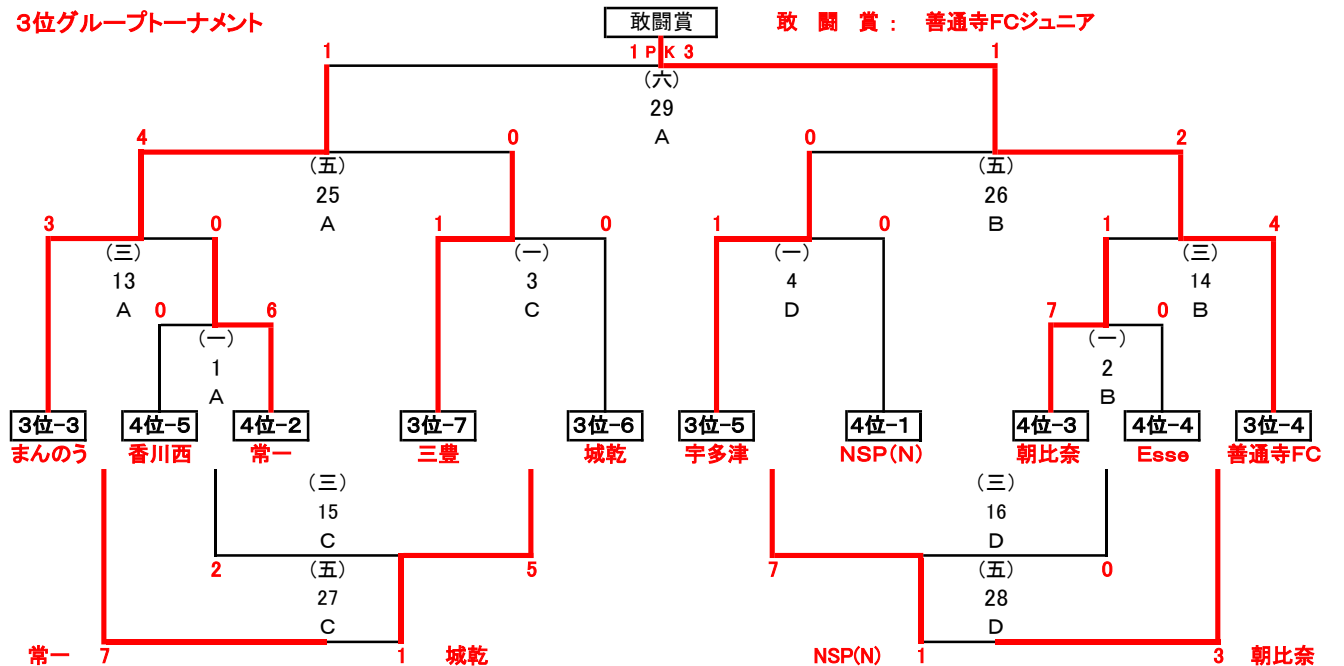 3位グループトーナメント
敢闘賞
敢 闘 賞 : 善通寺FCジュニア
1
1 P K 3
1
(六)
29
A
4
0
0
2
(五)
25
A
(五)
26
B
3
0
1
0
1
0
1
4
(三)
13
A
(一)
3
C
(一)
4
D
(三)
14
B
0
6
7
0
(一)
1
A
(一)
2
B
3位-3
4位-5
4位-2
3位-7
3位-6
3位-5
4位-1
4位-3
4位-4
3位-4
まんのう
香川西
常一
三豊
城乾
宇多津
NSP(N)
朝比奈
Esse
善通寺FC
(三)
15
C
(三)
16
D
2
5
7
0
(五)
27
C
(五)
28
D
常一
7
1
城乾
NSP(N)
1
3
朝比奈